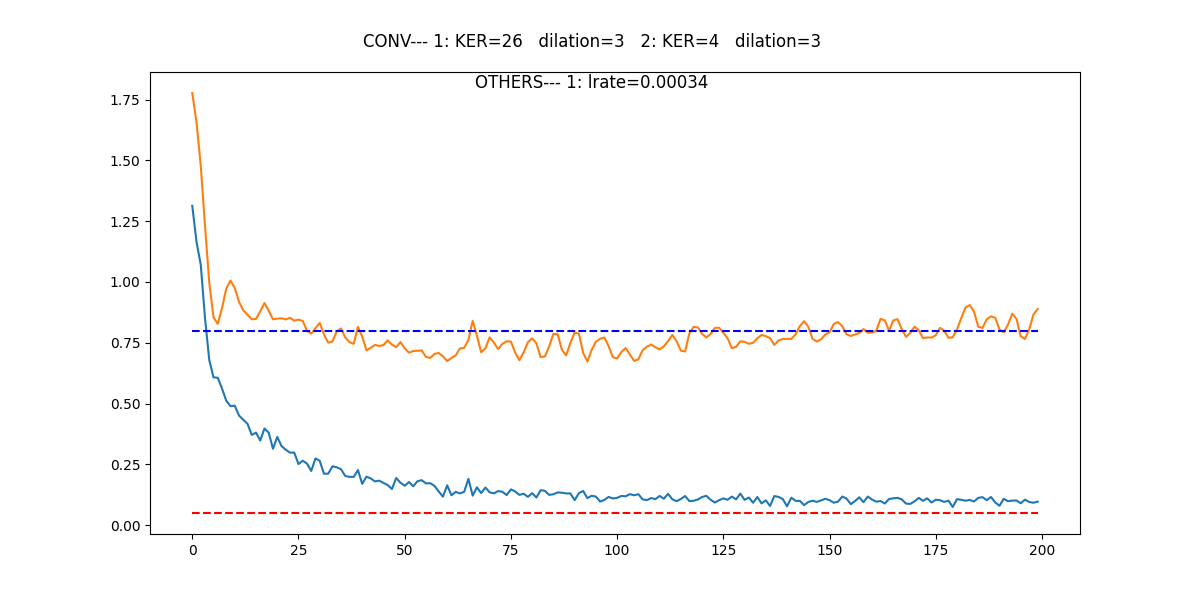 CONV--- 1: KER=26   dilation=3   2: KER=4   dilation=3
OTHERS--- 1: lrate=0.00034
1.75
1.50
1.25
1.00
0.75
0.50
0.25
0.00
0 25 50 75 100 125 150 175 200